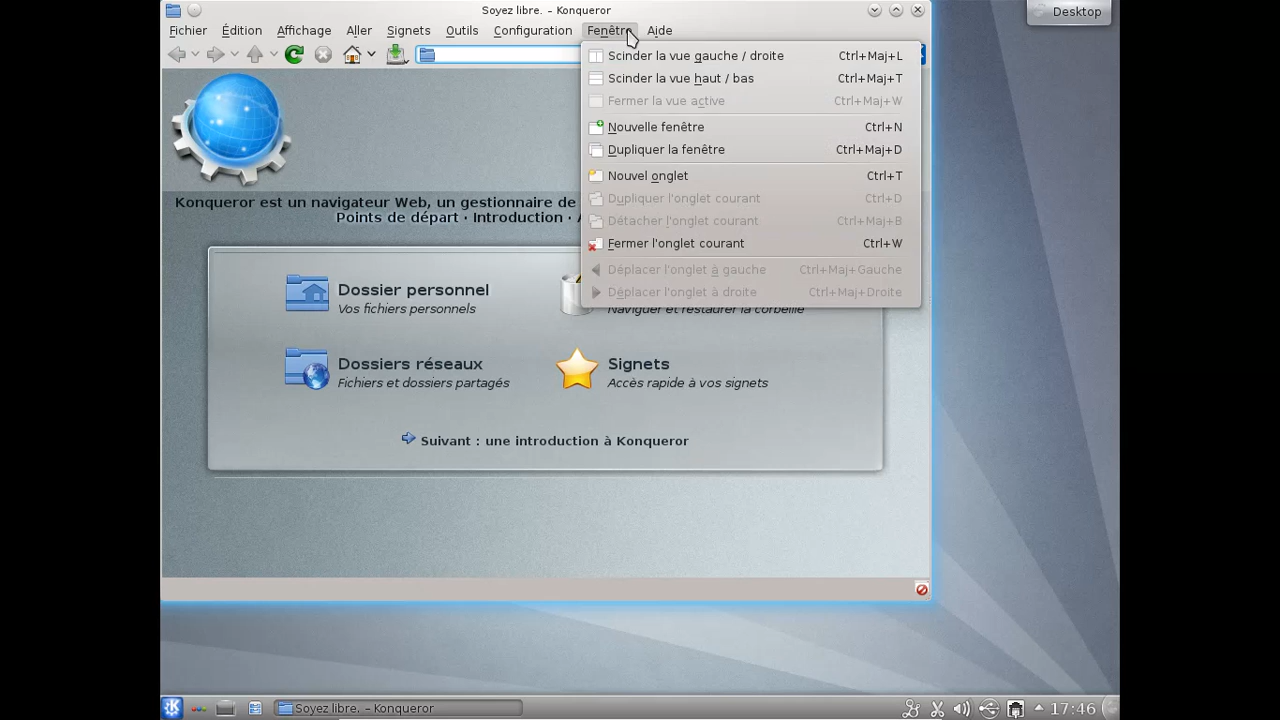 Soyez libre. – Konqueror
Desktop
Fichier Édition Affichage Aller Signets Outils Configuration Fenêtre Aide
Scinder la vue gauche / droite Ctrl+Maj+L
Scinder la vue haut / bas Ctrl+Maj+T
Fermer la vue active Ctrl+Maj+W
Nouvelle fenêtre Ctrl+N
Dupliquer la fenêtre Ctrl+Maj+D
Nouvel onglet Ctrl+T
Dupliquer l'onglet courant Ctrl+D
Détacher l'onglet courant Ctrl+Maj+B
Fermer l'onglet courant Ctrl+W
Déplacer l'onglet à gauche Ctrl+Maj+Gauche
Déplacer l'onglet à droite Ctrl+Maj+Droite
Konqueror est un navigateur Web, un gestionnaire de
Points de départ · Introduction ·
Dossier personnel
Vos fichiers personnels
Naviguer et restaurer la corbeille
Dossiers réseaux
Fichiers et dossiers partagés
Signets
Accès rapide à vos signets
Suivant : une introduction à Konqueror
Soyez libre. – Konqueror
17:46